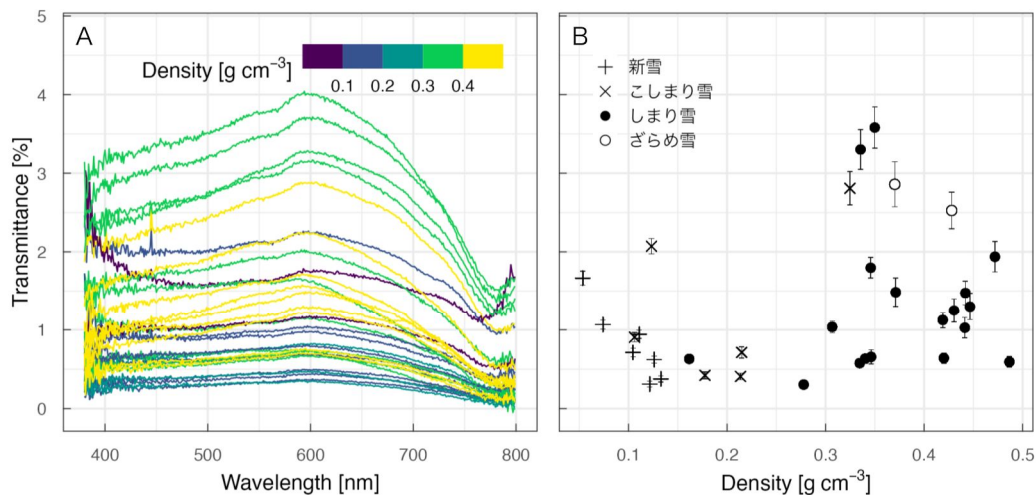 A
Density [g cm⁻³]
0.1 0.2 0.3 0.4
5
4
3
2
1
0
Transmittance [%]
400 500 600 700 800
Wavelength [nm]
B
新雪
こしまり雪
しまり雪
ざらめ雪
0.1 0.2 0.3 0.4 0.5
Density [g cm⁻³]